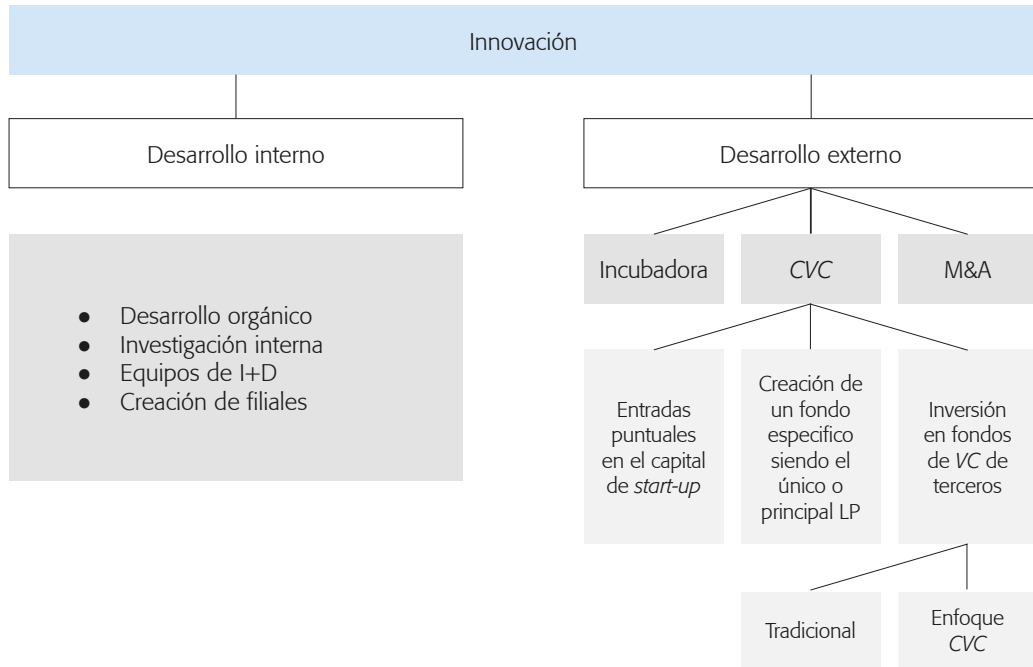 Innovación
Desarrollo interno
Desarrollo externo
● Desarrollo orgánico
● Investigación interna
● Equipos de I+D
● Creación de filiales
Incubadora
CVC
M&A
Entradas
puntuales
en el capital
de start-up
Creación de
un fondo
especifico
siendo el
único o
principal LP
Inversión
en fondos
de VC de
terceros
Tradicional
Enfoque
CVC